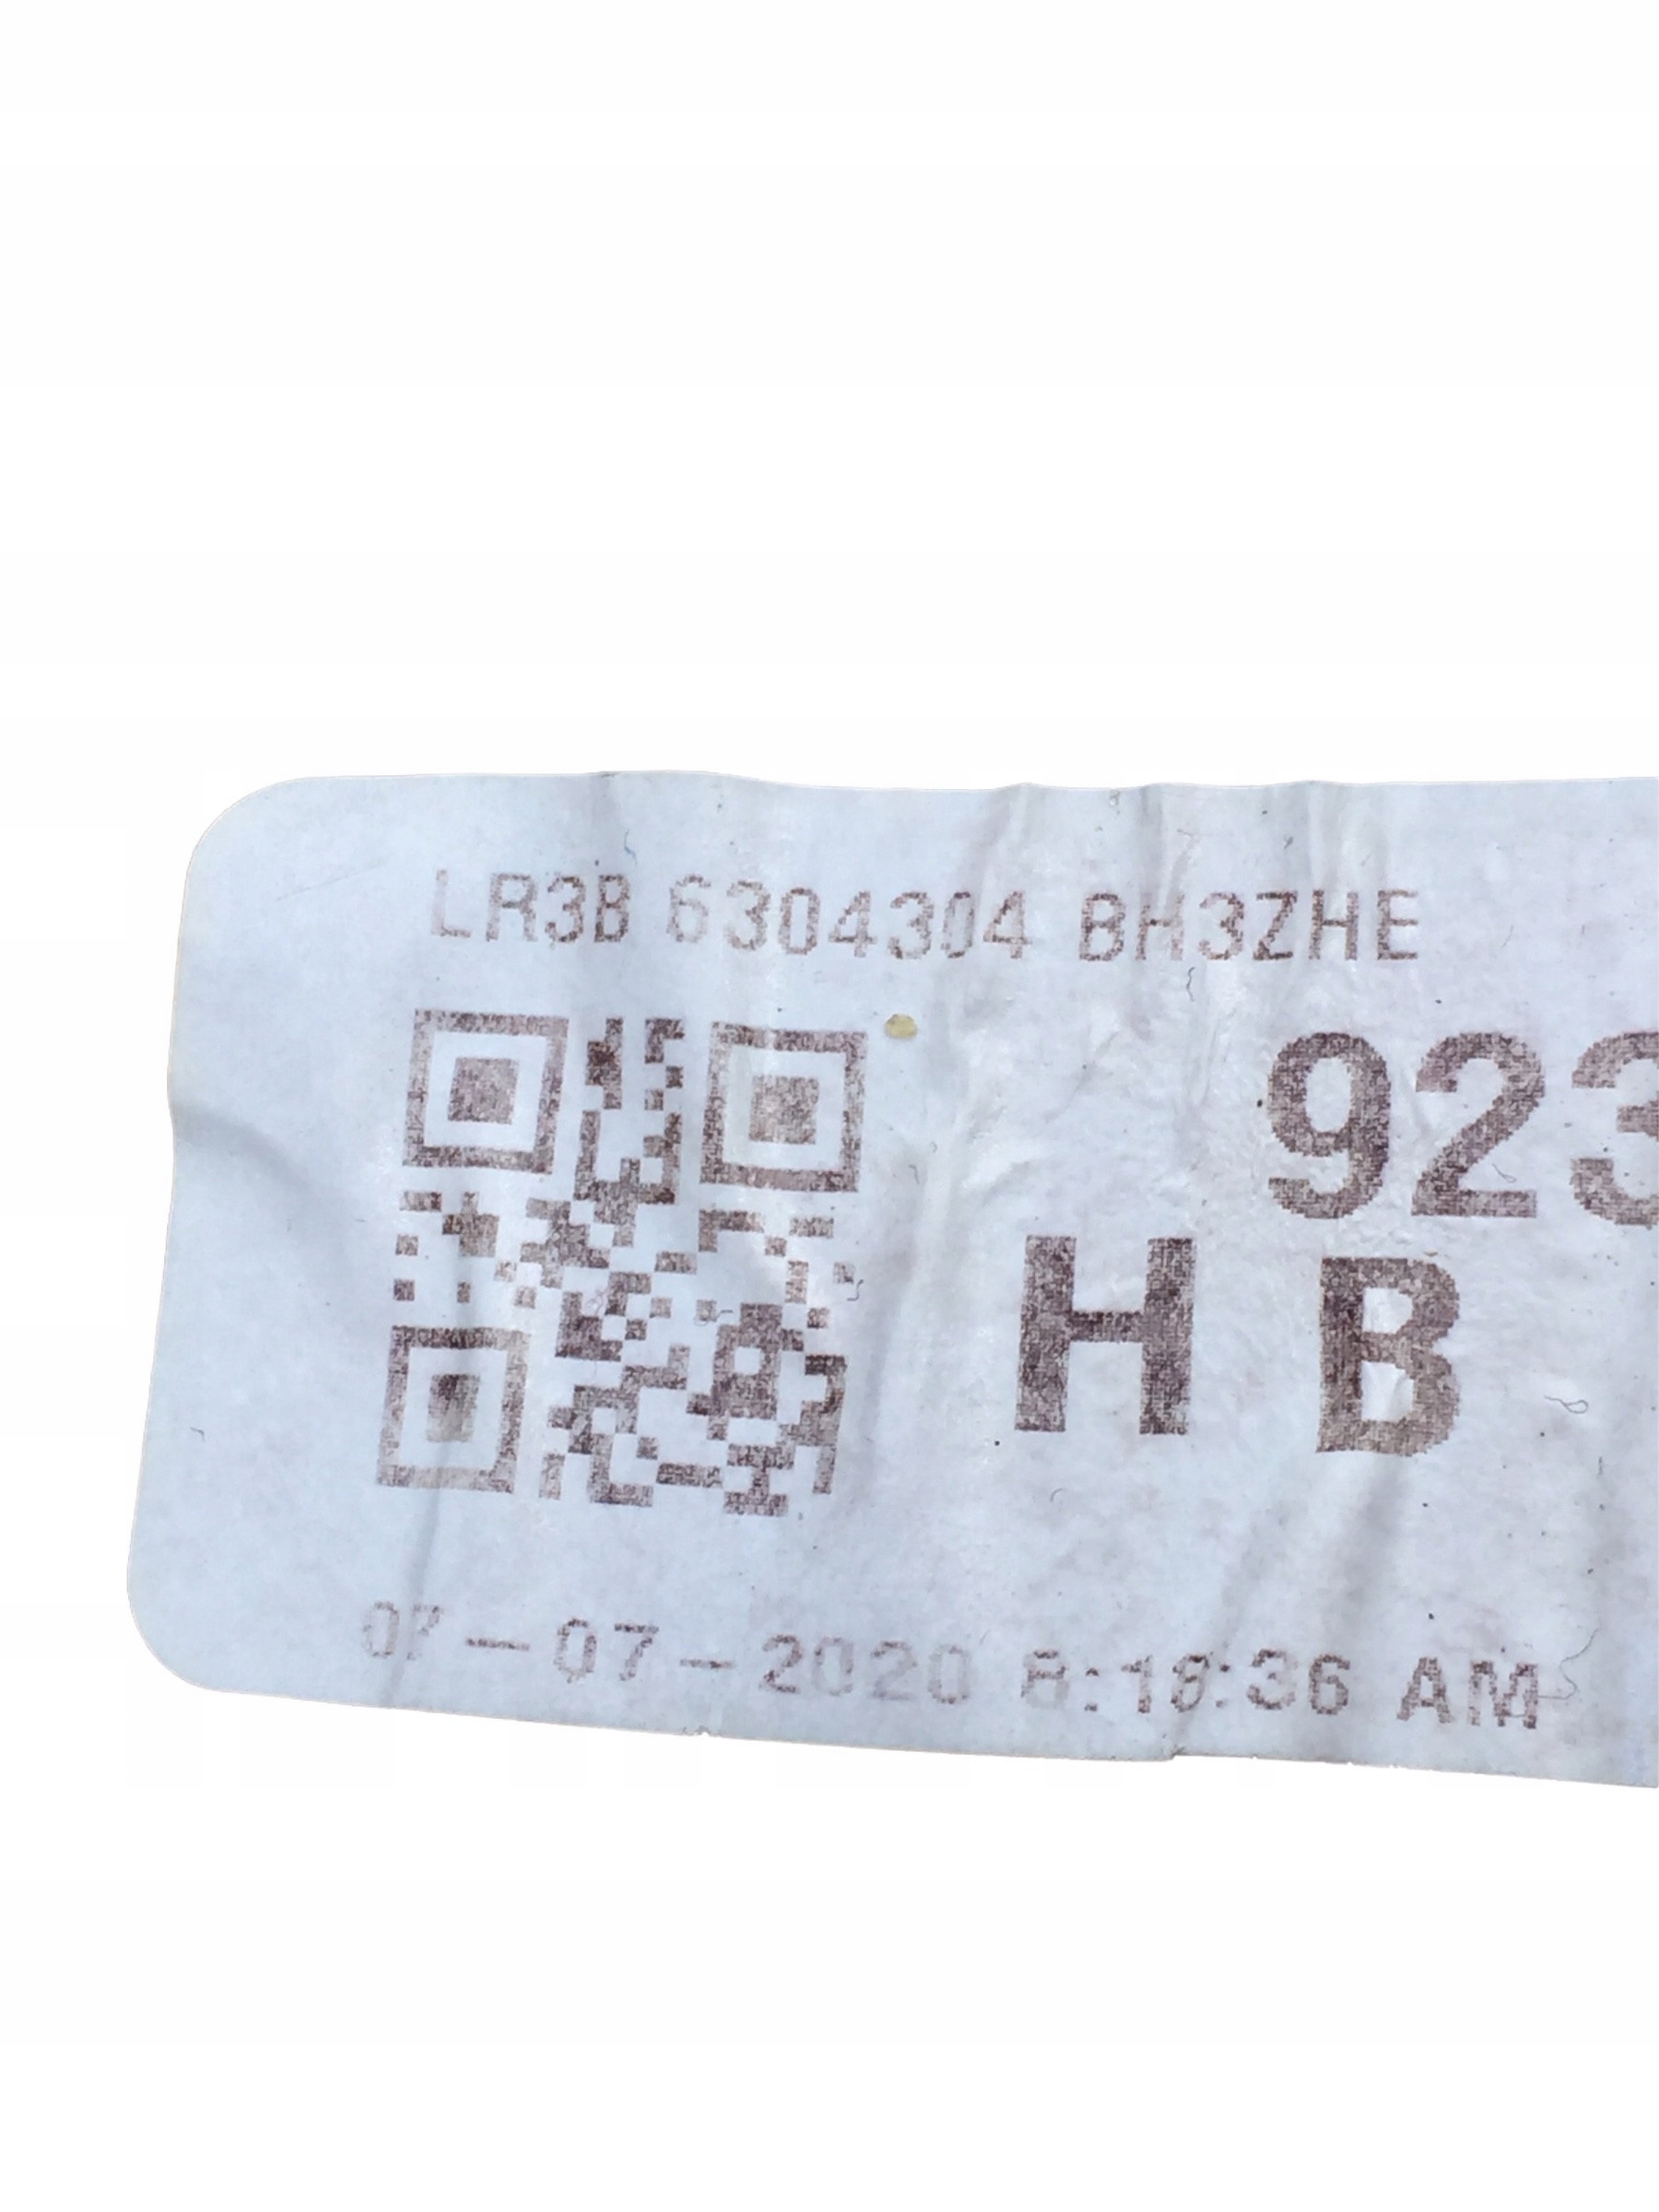 LR3B 6304304 BH3ZHE
923
H B
07-07-2020 8:18:36 AM